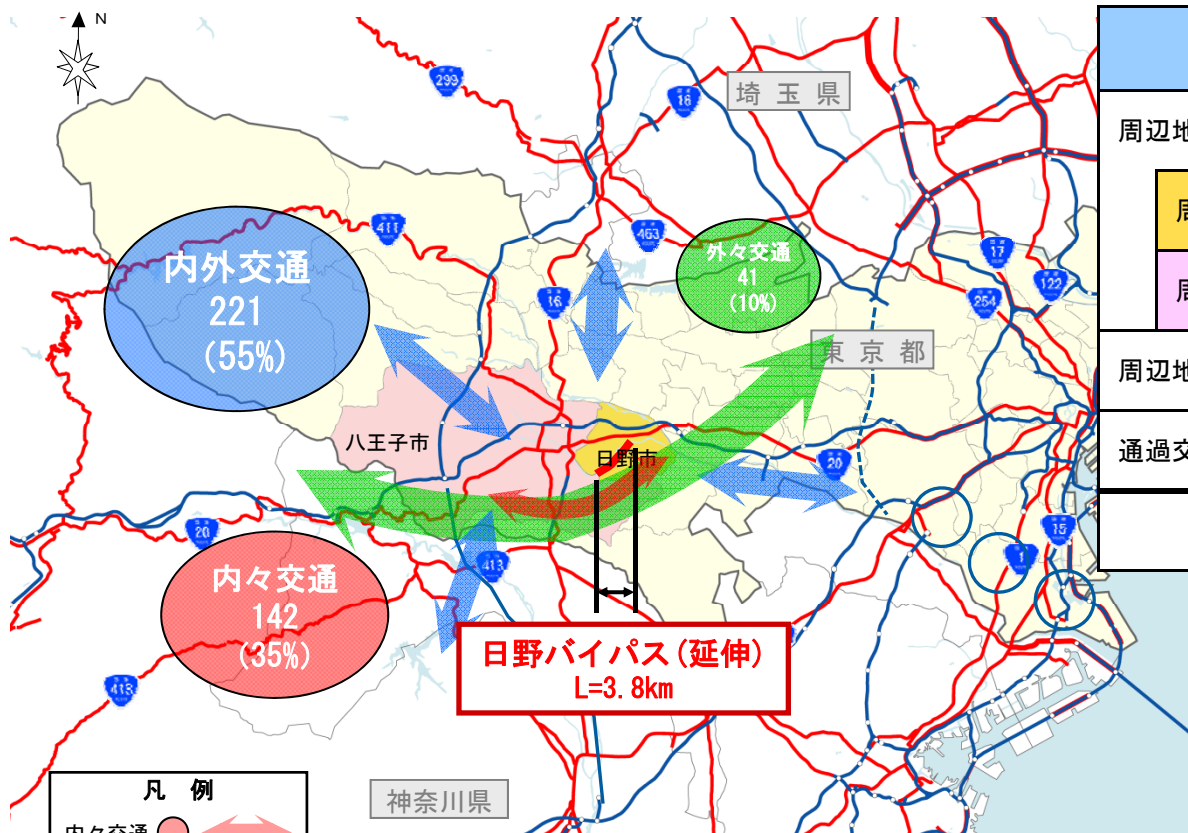 N
299
16
埼玉県
周辺地
周
411
463
外々交通
41
(10%)
17
122
内外交通
221
(55%)
16
254
周
東京都
周辺地
八王子市
日野市
20
通過交
20
413
15
1
内々交通
142
(35%)
日野バイパス(延伸)
L=3.8km
413
凡 例
神奈川県
内々交通